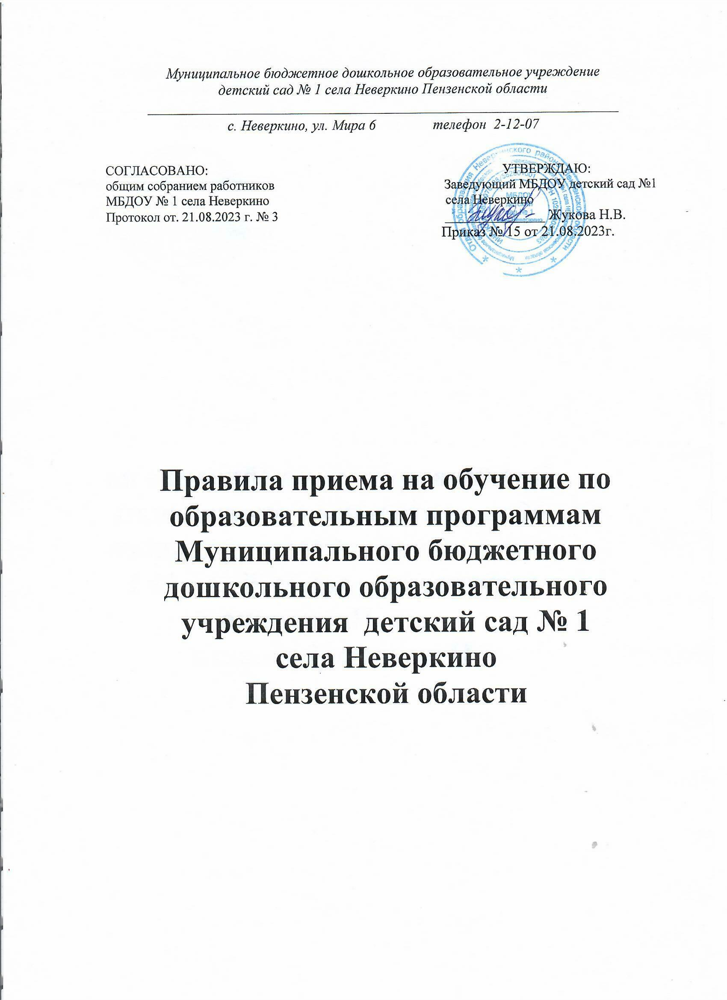 Муниципальное бюджетное дошкольное образовательное учреждение
детский сад № 1 села Неверкино Пензенской области
с. Неверкино, ул. Мира 6 телефон 2-12-07
СОГЛАСОВАНО:
общим собранием работников
МБДОУ № 1 села Неверкино
Протокол от. 21.08.2023 г. № 3
УТВЕРЖДАЮ:
Заведующий МБДОУ детский сад №1
села Неверкино
Жукова Н.В.
Приказ № 15 от 21.08.2023г.
Правила приема на обучение по
образовательным программам
Муниципального бюджетного
дошкольного образовательного
учреждения детский сад № 1
села Неверкино
Пензенской области